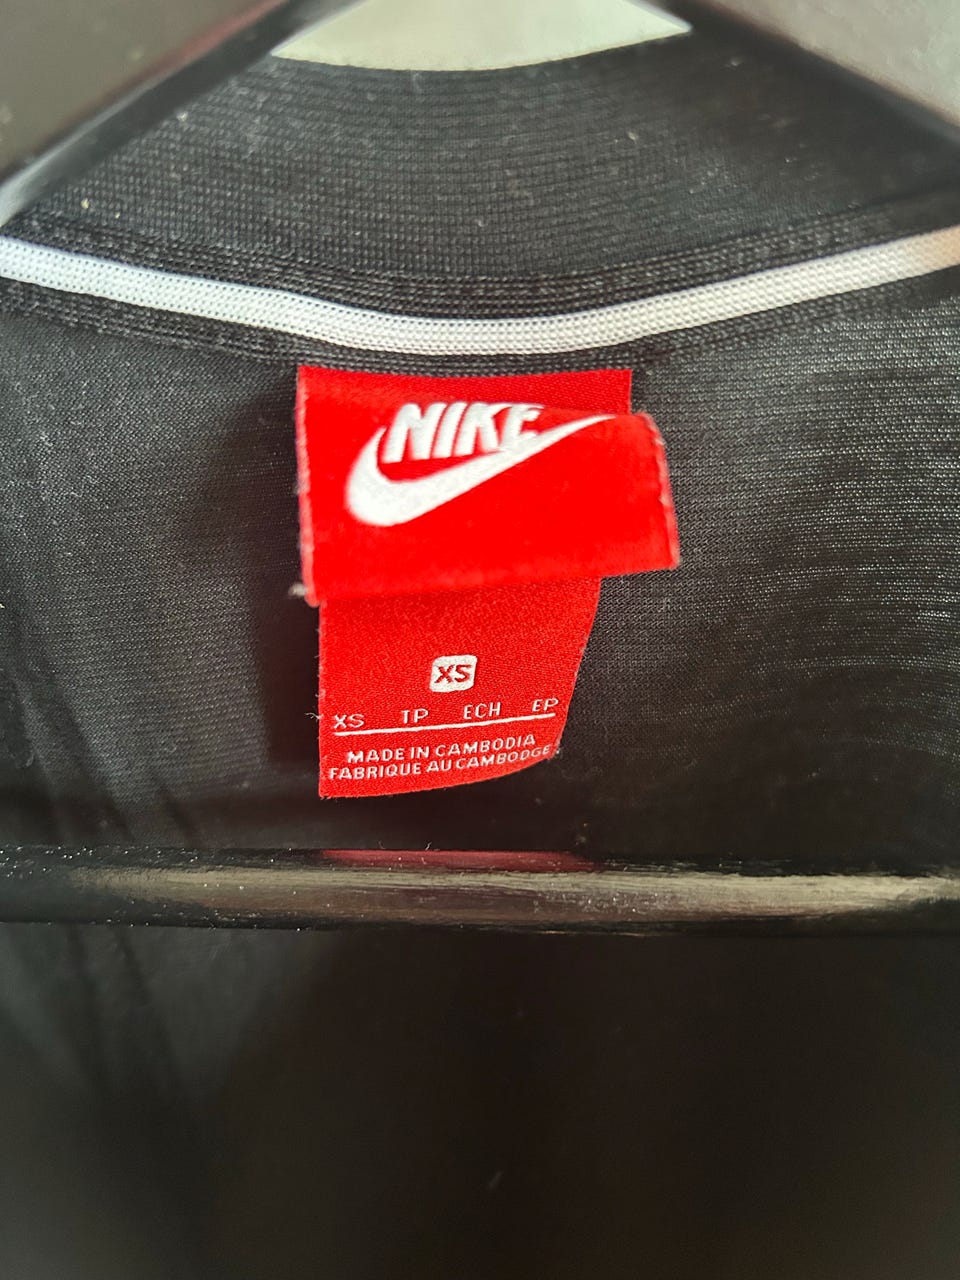 NIKE
XS
XS TP ECH EP
MADE IN CAMBODIA
FABRIQUE AU CAMBODGE